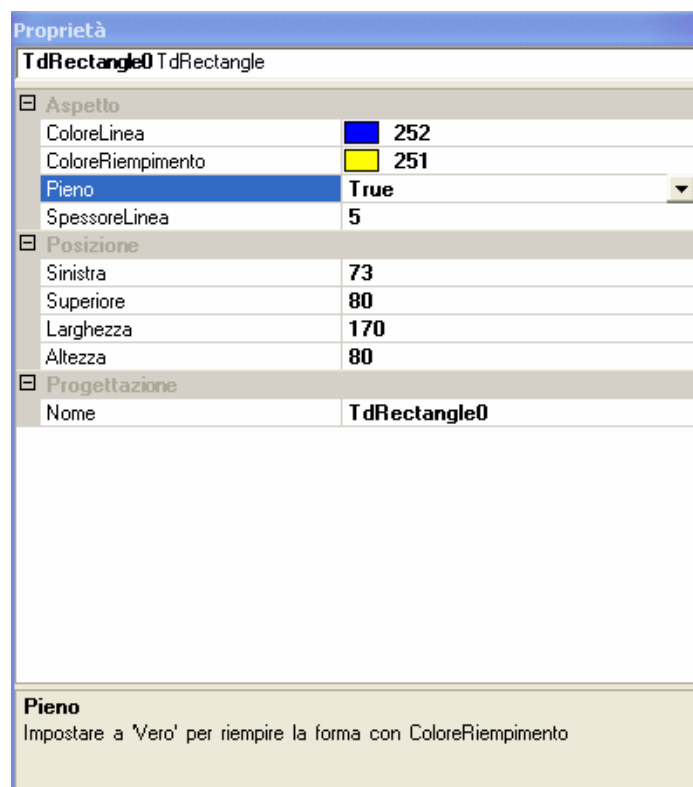 Proprietà
TdRectangle0 TdRectangle
Aspetto
ColoreLinea 252
ColoreRiempimento 251
Pieno True
SpessoreLinea 5
Posizione
Sinistra 73
Superiore 80
Larghezza 170
Altezza 80
Progettazione
Nome TdRectangle0
Pieno
Impostare a 'Vero' per riempire la forma con ColoreRiempimento